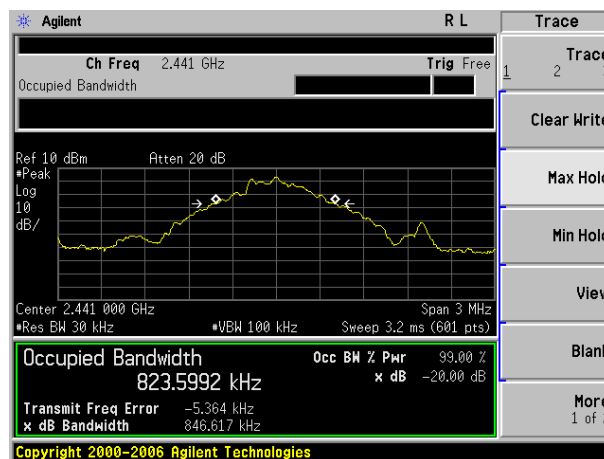 Agilent R L Trace
Ch Freq 2.441 GHz Trig Free
Occupied Bandwidth
Trace
1 2
Clear Write
Max Hold
Min Hold
View
Blank
More
1 of
Ref 10 dBm Atten 20 dB
#Peak
Log
10
dB/
Center 2.441 000 GHz Span 3 MHz
#Res BW 30 kHz #VBW 100 kHz Sweep 3.2 ms (601 pts)
Occupied Bandwidth Occ BW % Pwr 99.00 %
823.5992 kHz x dB -20.00 dB
Transmit Freq Error -5.364 kHz
x dB Bandwidth 846.617 kHz
Copyright 2000-2006 Agilent Technologies